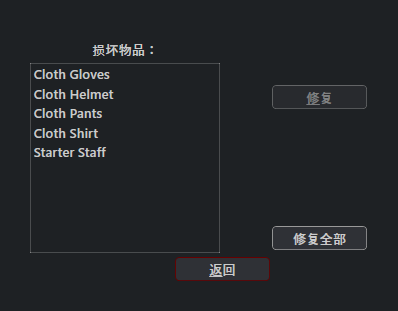 损坏物品：
Cloth Gloves
Cloth Helmet
Cloth Pants
Cloth Shirt
Starter Staff
修复
修复全部
返回